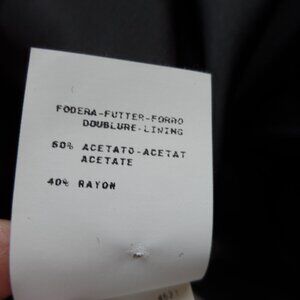 FODERA-FUTTER-FORRO
DOUBLURE-LINING
60% ACETATO-ACETAT
ACETATE
40% RAYON